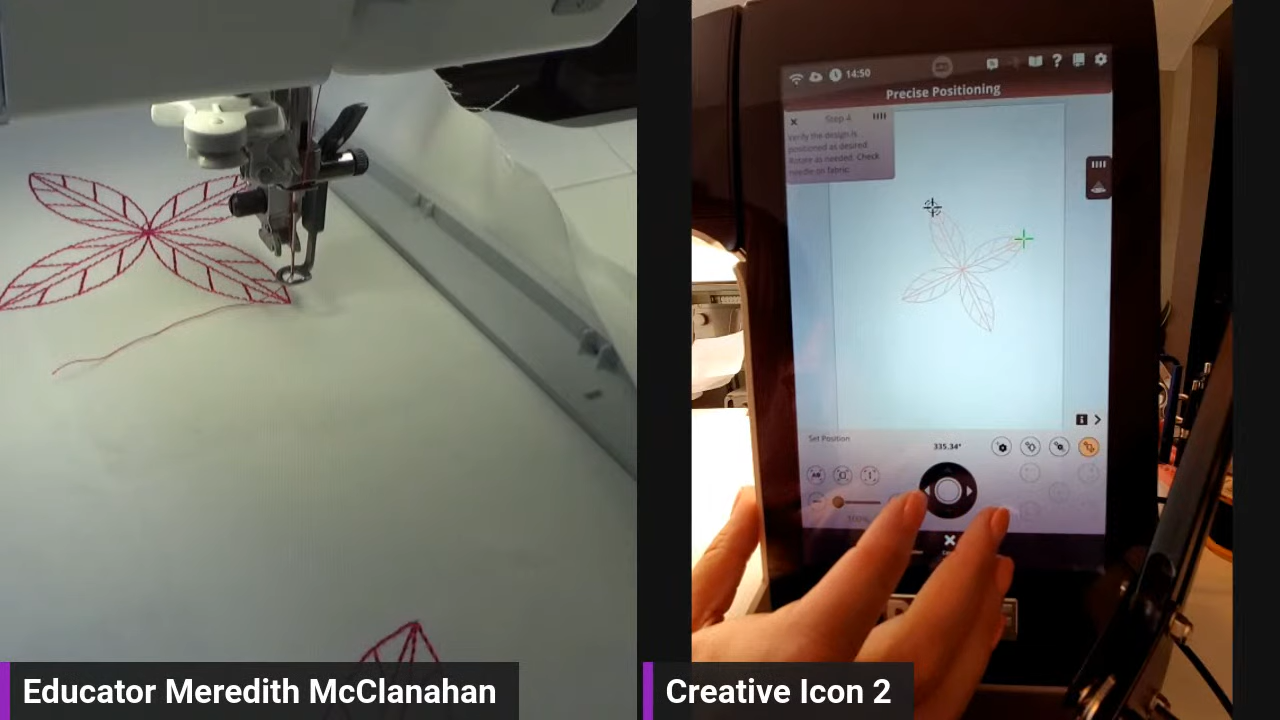 14:50
Precise Positioning
Step 4
Verify the design is
positioned as desired.
Rotate as needed. Check
needle on fabric.
Set Position
335.34°
Educator Meredith McClanahan
Creative Icon 2